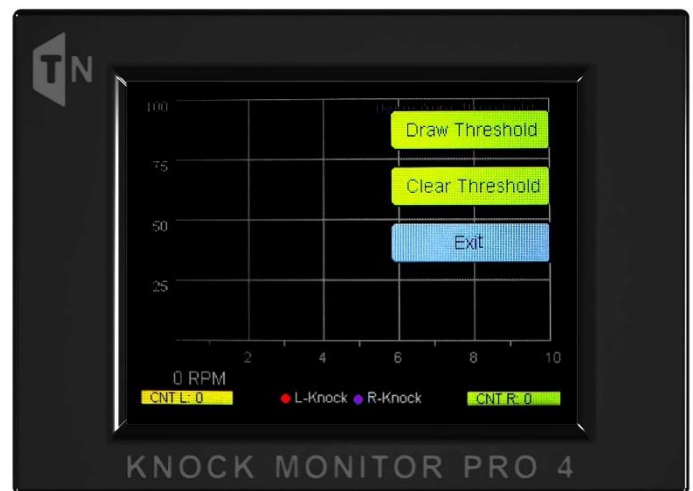 TN
100
Draw Threshold
75
Clear Threshold
50
Exit
25
2 4 6 8 10
0 RPM
CNT L: 0 L-Knock R-Knock CNT R: 0
KNOCK MONITOR PRO 4